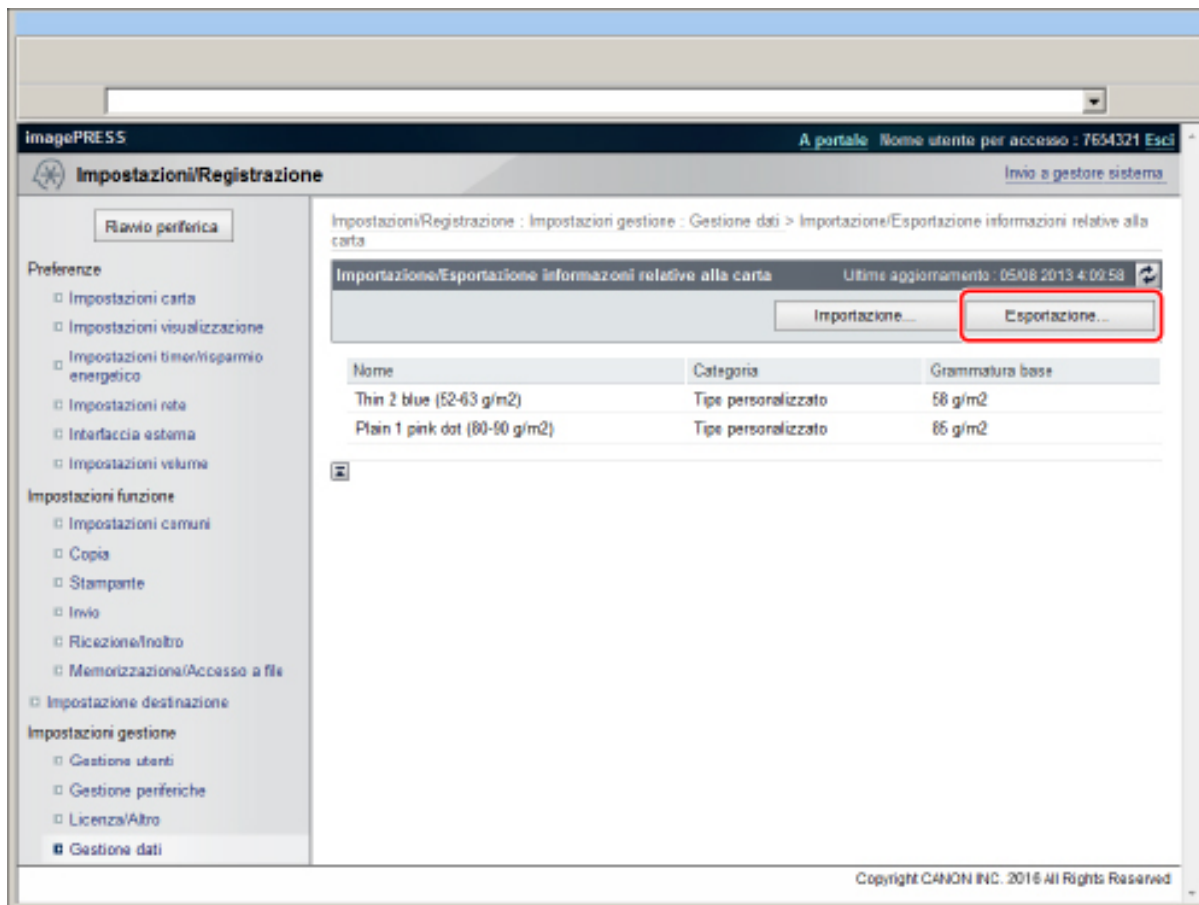 imagePRESS
A portale Nome utente per accesso : 7654321 Esci
Impostazioni/Registrazione
Invio a gestore sistema
Riavvio periferica
Preferenze
Impostazioni carta
Impostazioni visualizzazione
Impostazioni timer/risparmio
energetico
Impostazioni rete
Interfaccia esterna
Impostazioni volume
Impostazioni funzione
Impostazioni comuni
Copia
Stampante
Invio
Ricezione/Inoltro
Memorizzazione/Accesso a file
Impostazione destinazione
Impostazioni gestione
Gestione utenti
Gestione periferiche
Licenza/Altro
Gestione dati
Impostazioni/Registrazione : Impostazioni gestione : Gestione dati > Importazione/Esportazione informazioni relative alla
carta
Importazione/Esportazione informazoni relative alla carta
Ultimo aggiornamento : 05/08 2013 4:09:58
Importazione...
Esportazione...
Nome Categoria Grammatura base
Thin 2 blue (52-63 g/m2) Tipo personalizzato 58 g/m2
Plain 1 pink dot (80-90 g/m2) Tipo personalizzato 85 g/m2
Copyright CANON INC. 2016 All Rights Reserved